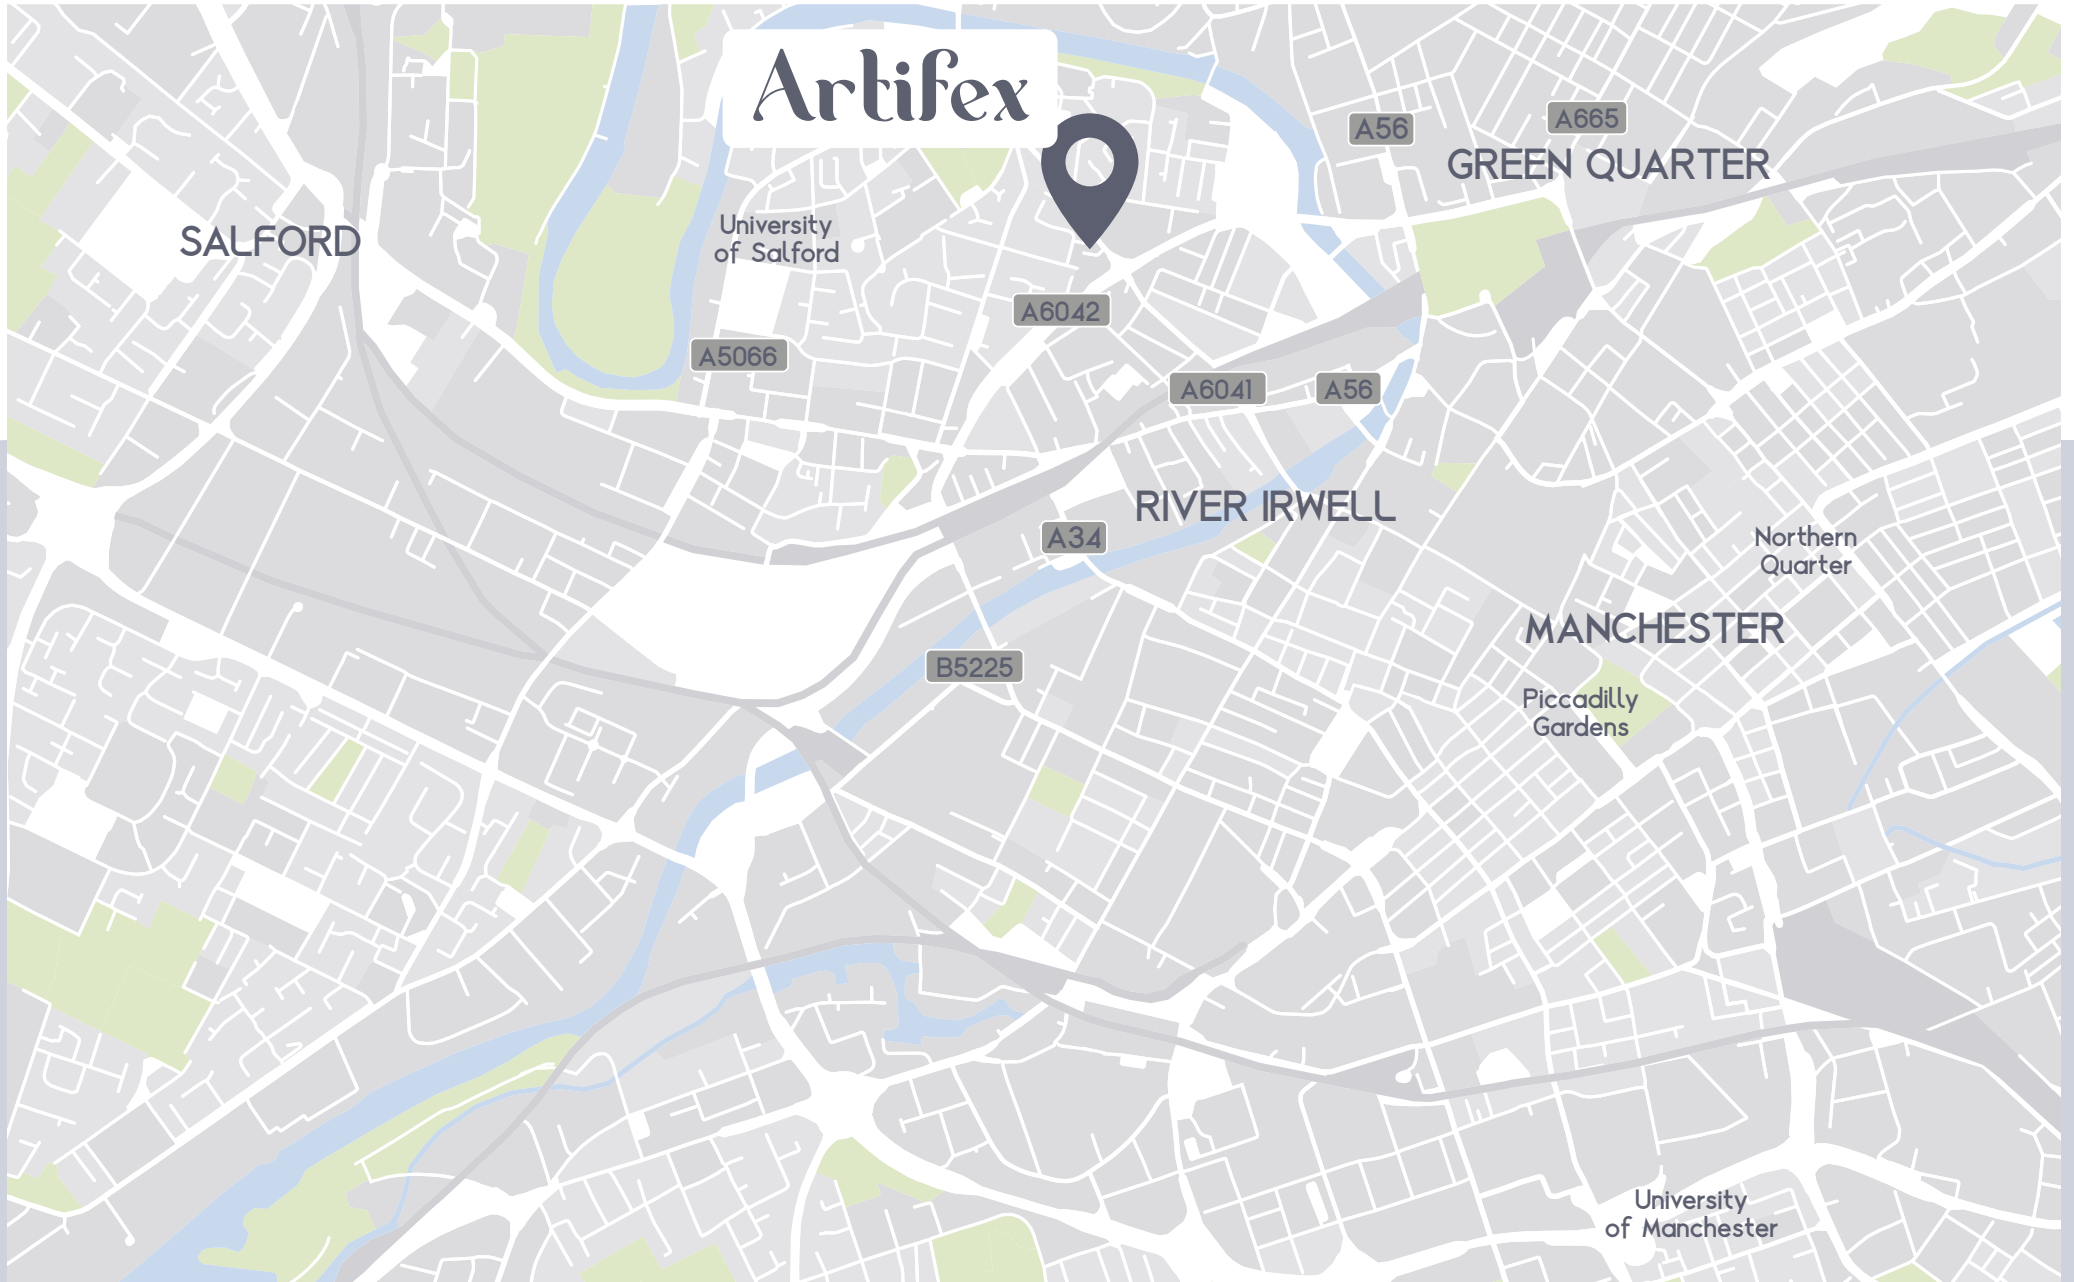 Artifex
A56
A665
GREEN QUARTER
SALFORD
University
of Salford
A6042
A5066
A6041
A56
RIVER IRWELL
A34
Northern
Quarter
MANCHESTER
B5225
Piccadilly
Gardens
University
of Manchester